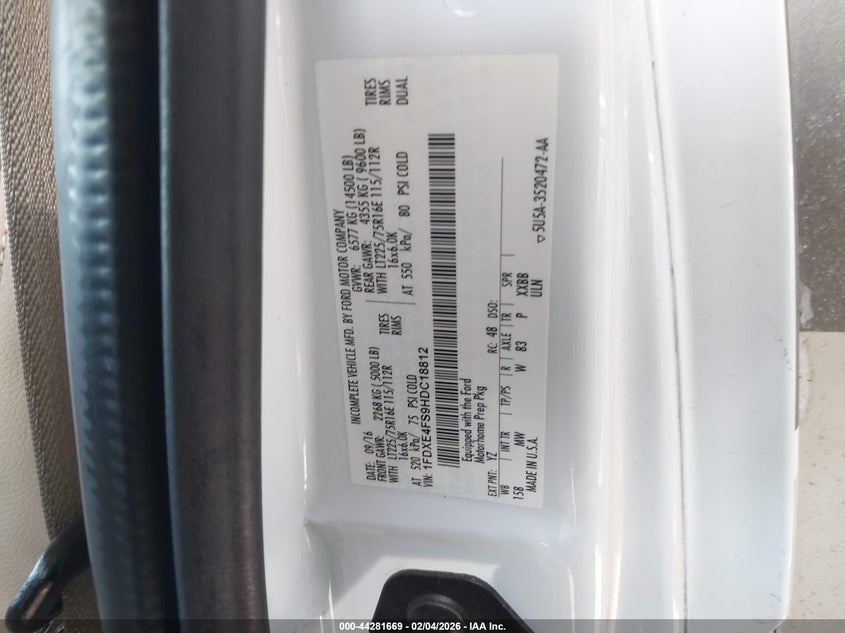 INCOMPLETE VEHICLE MFD. BY FORD MOTOR COMPANY
DATE: 09/16 GVWR: 6577 KG (14500 LB)
FRONT GAWR: 2268 KG (5000 LB) REAR GAWR: 4355 KG ( 9600 LB)
WITH LT225/75R16E 115/112R TIRES WITH LT225/75R16E 115/112R TIRES
16x6.0K RIMS 16x6.0K RIMS
AT 520 kPa/ 75 PSI COLD AT 550 kPa/ 80 PSI COLD DUAL
VIN: 1FDXE4FS9HDC18812
Equipped with the Ford
Motorhome Prep Pkg
EXT PNT: YZ RC: 48 DSO:
WB INT TR TP/PS R AXLE TR SPR
158 MW W 83 P XXBB
MADE IN U.S.A. ULN
▽ 5U5A-3520472-AA
000-44281669 - 02/04/2026 - IAA Inc.